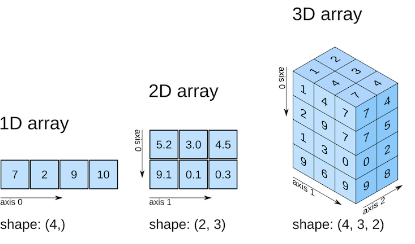 3D array
2D array
1D array
7 2 9 10
axis 0
shape: (4,)
5.2 3.0 4.5
9.1 0.1 0.3
axis 0
axis 1
shape: (2, 3)
1 2
4 3
7 4
1 4 7
2 9 7
1 3 0
9 6 9
7 4
7 5
0 2
9 8
axis 0
axis 1
axis 2
shape: (4, 3, 2)